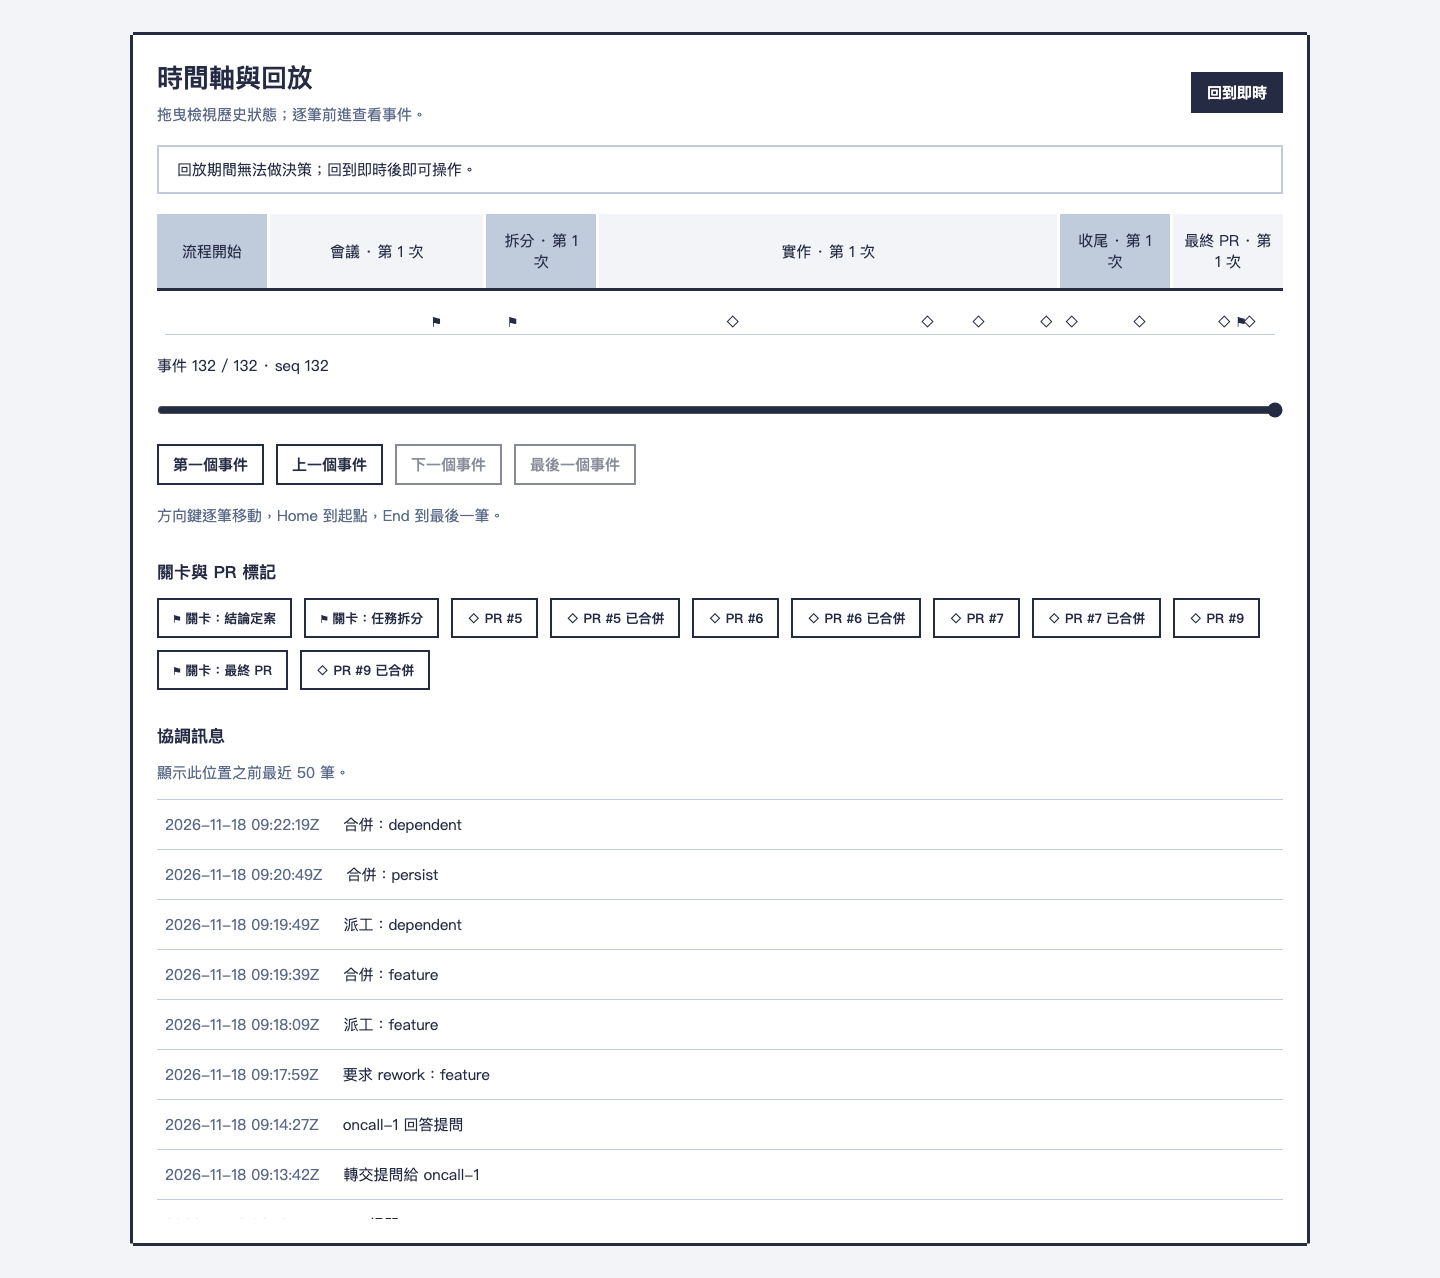 時間軸與回放
回到即時
拖曳檢視歷史狀態；逐筆前進查看事件。
回放期間無法做決策；回到即時後即可操作。
流程開始
會議 · 第 1 次
拆分 · 第 1
次
實作 · 第 1 次
收尾 · 第 1
次
最終 PR · 第
1 次
事件 132 / 132 · seq 132
第一個事件
上一個事件
下一個事件
最後一個事件
方向鍵逐筆移動，Home 到起點，End 到最後一筆。
關卡與 PR 標記
⚑ 關卡：結論定案
⚑ 關卡：任務拆分
◇ PR #5
◇ PR #5 已合併
◇ PR #6
◇ PR #6 已合併
◇ PR #7
◇ PR #7 已合併
◇ PR #9
⚑ 關卡：最終 PR
◇ PR #9 已合併
協調訊息
顯示此位置之前最近 50 筆。
2026-11-18 09:22:19Z 合併：dependent
2026-11-18 09:20:49Z 合併：persist
2026-11-18 09:19:49Z 派工：dependent
2026-11-18 09:19:39Z 合併：feature
2026-11-18 09:18:09Z 派工：feature
2026-11-18 09:17:59Z 要求 rework：feature
2026-11-18 09:14:27Z oncall-1 回答提問
2026-11-18 09:13:42Z 轉交提問給 oncall-1